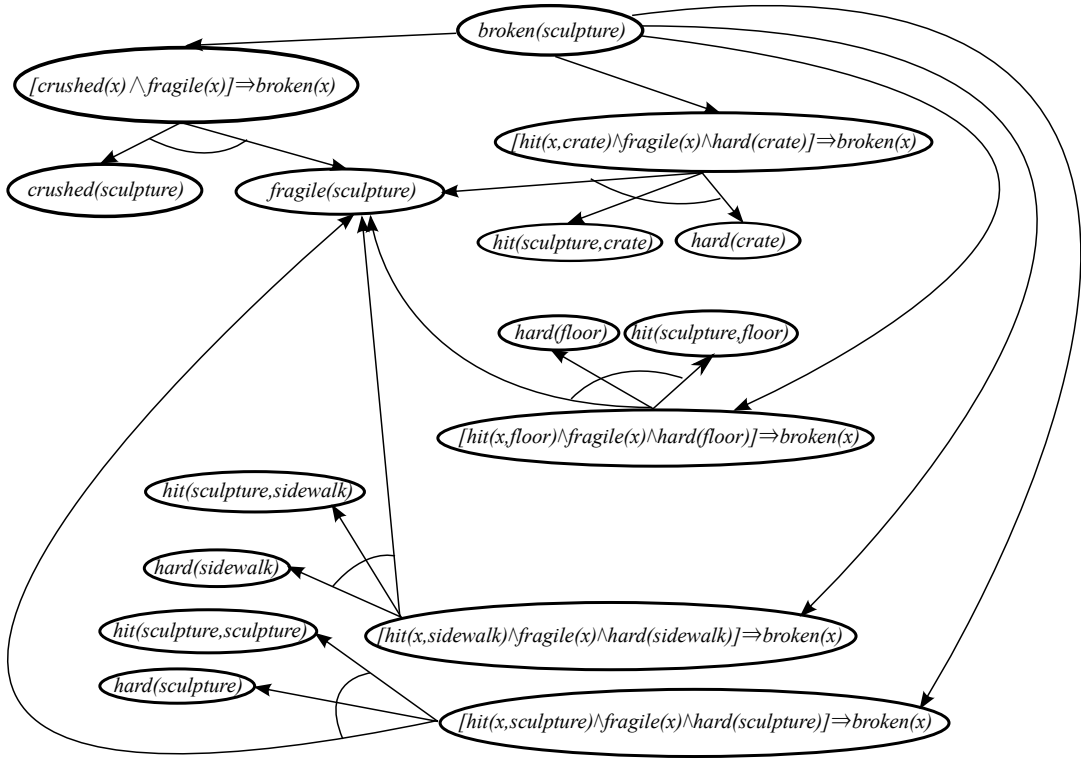 broken(sculpture)
[crushed(x)∧fragile(x)]⇒broken(x)
[hit(x,crate)∧fragile(x)∧hard(crate)]⇒broken(x)
crushed(sculpture)
fragile(sculpture)
hit(sculpture,crate)
hard(crate)
hard(floor)
hit(sculpture,floor)
[hit(x,floor)∧fragile(x)∧hard(floor)]⇒broken(x)
hit(sculpture,sidewalk)
hard(sidewalk)
hit(sculpture,sculpture)
[hit(x,sidewalk)∧fragile(x)∧hard(sidewalk)]⇒broken(x)
hard(sculpture)
[hit(x,sculpture)∧fragile(x)∧hard(sculpture)]⇒broken(x)